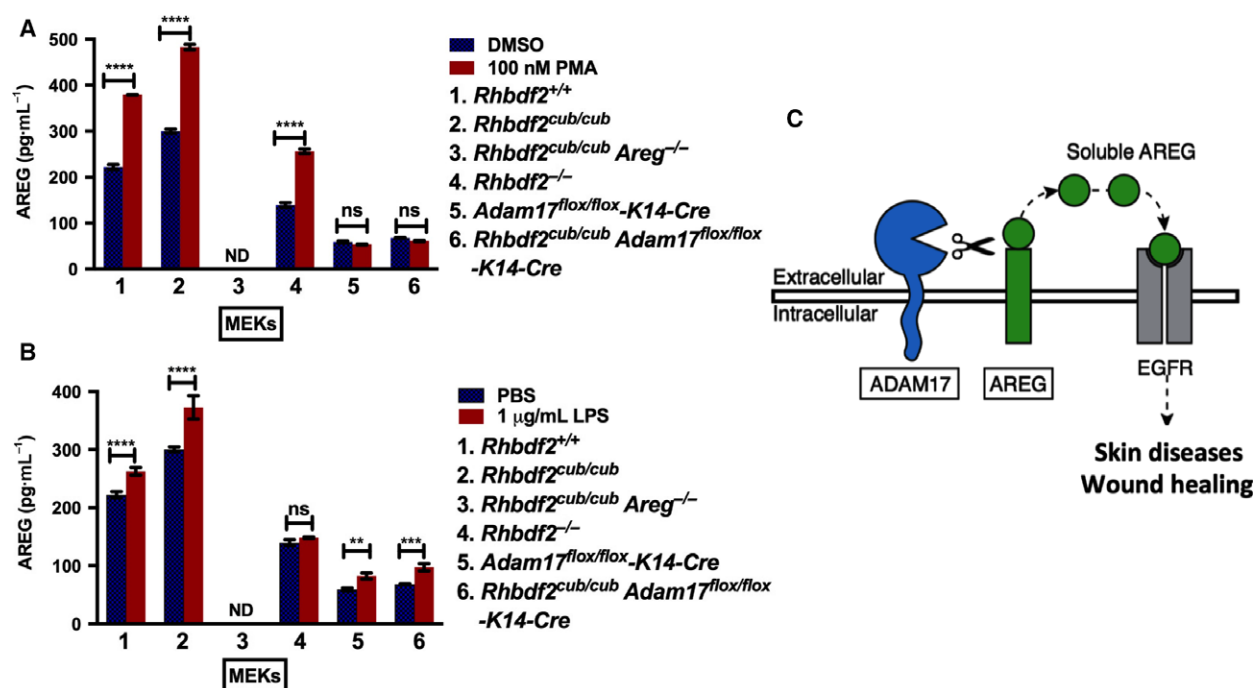 A
AREG (pg·mL⁻¹)
500
400
300
200
100
0
****
****
ND
****
ns
ns
1 2 3 4 5 6
MEKs
DMSO
100 nM PMA
1. Rhbdf2+/+
2. Rhbdf2cub/cub
3. Rhbdf2cub/cub Areg–/–
4. Rhbdf2–/–
5. Adam17flox/flox-K14-Cre
6. Rhbdf2cub/cub Adam17flox/flox
-K14-Cre
B
AREG (pg·mL⁻¹)
400
300
200
100
0
****
****
ND
ns
**
***
1 2 3 4 5 6
MEKs
PBS
1 μg/mL LPS
1. Rhbdf2+/+
2. Rhbdf2cub/cub
3. Rhbdf2cub/cub Areg–/–
4. Rhbdf2–/–
5. Adam17flox/flox-K14-Cre
6. Rhbdf2cub/cub Adam17flox/flox
-K14-Cre
C
Soluble AREG
Extracellular
Intracellular
ADAM17
AREG
EGFR
Skin diseases
Wound healing